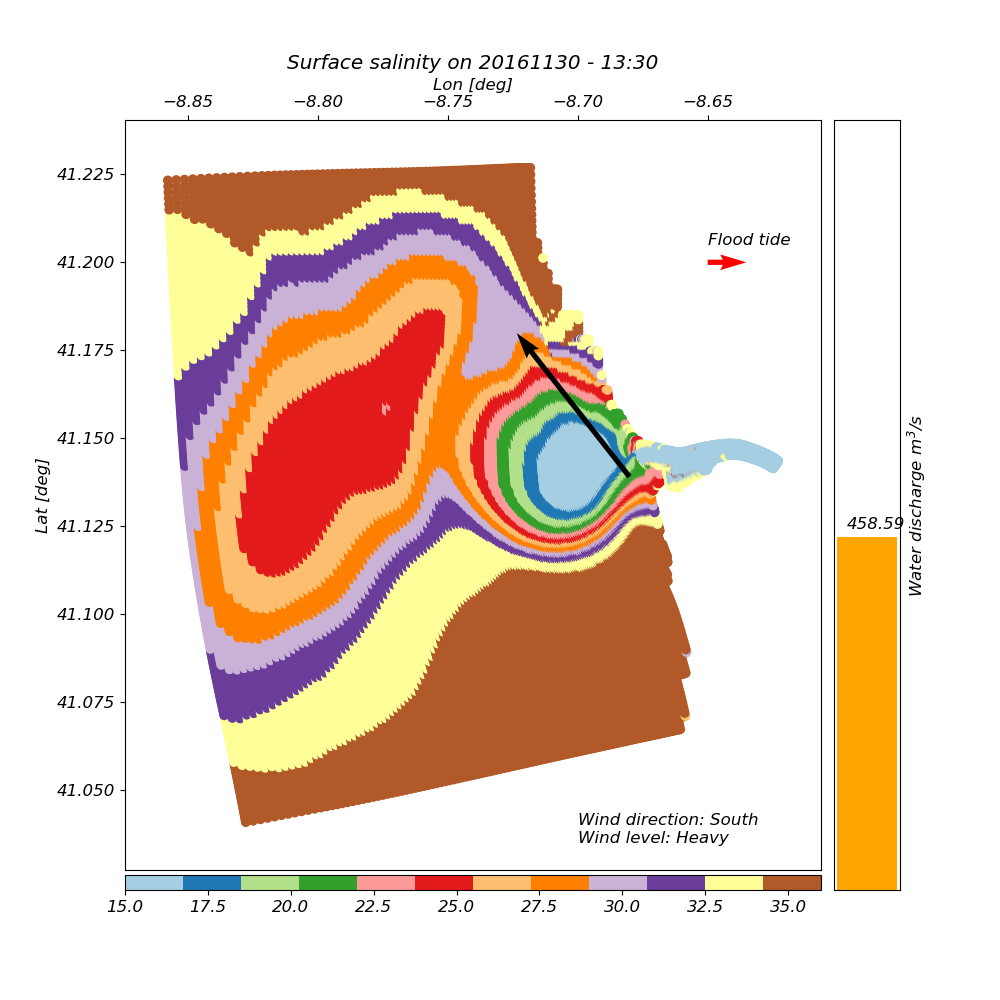 Surface salinity on 20161130 - 13:30
Lon [deg]
−8.85 −8.80 −8.75 −8.70 −8.65
41.225
41.200
41.175
41.150
41.125
41.100
41.075
41.050
Lat [deg]
Flood tide
Wind direction: South
Wind level: Heavy
458.59
Water discharge m³/s
15.0 17.5 20.0 22.5 25.0 27.5 30.0 32.5 35.0